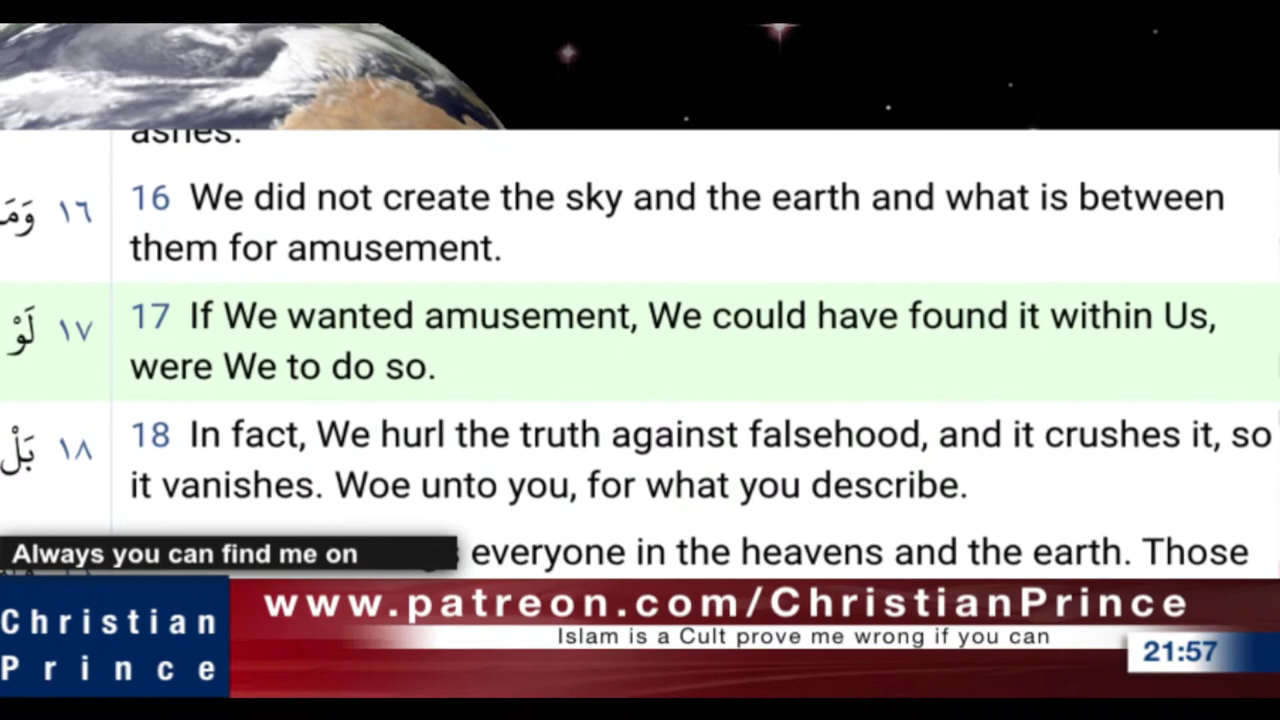 ashes.
١٦ 16 We did not create the sky and the earth and what is between
them for amusement.
لَوْ ١٧ 17 If We wanted amusement, We could have found it within Us,
were We to do so.
بَلْ ١٨ 18 In fact, We hurl the truth against falsehood, and it crushes it, so
it vanishes. Woe unto you, for what you describe.
everyone in the heavens and the earth. Those
Always you can find me on
www.patreon.com/ChristianPrince
Islam is a Cult prove me wrong if you can
Christian
Prince
21:57